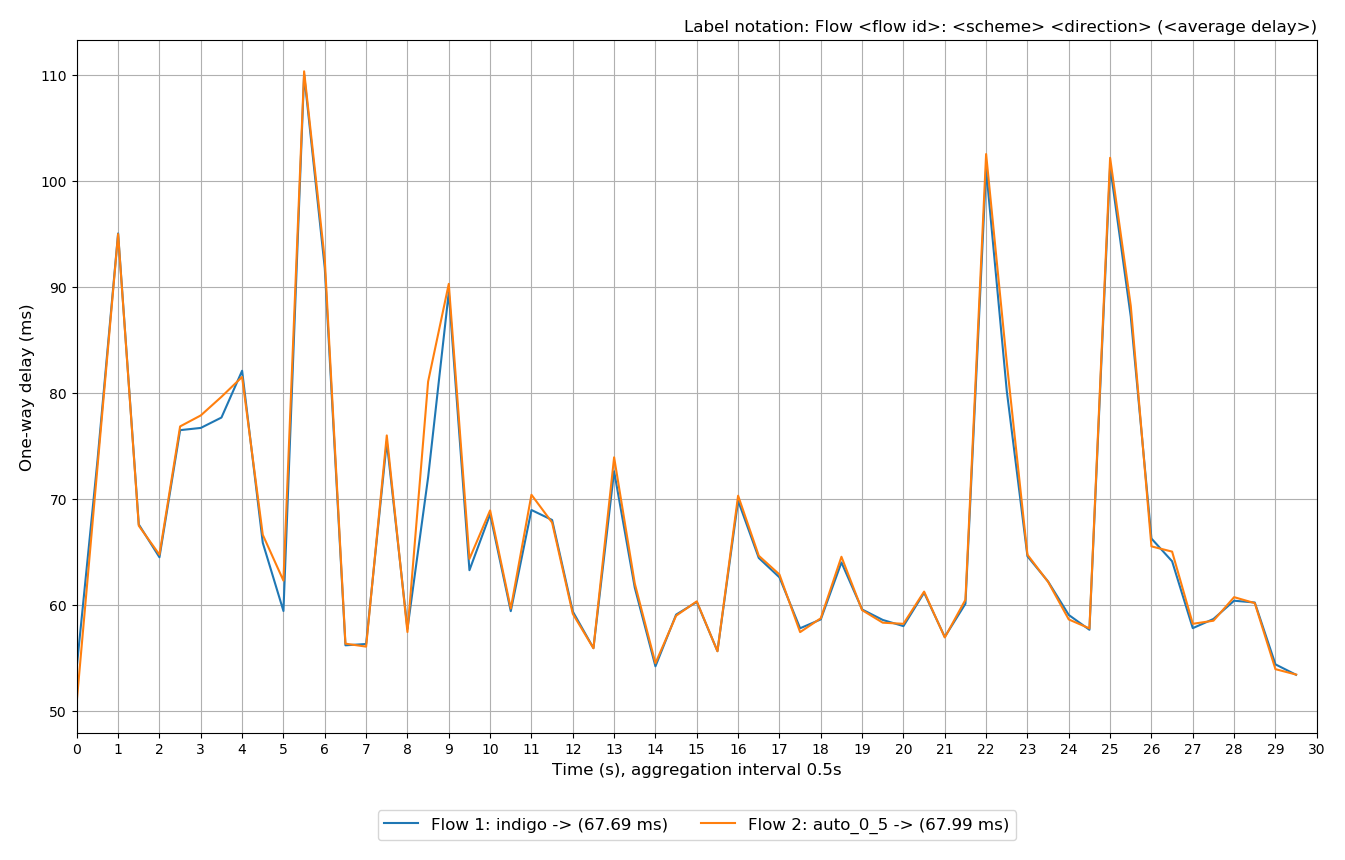 Label notation: Flow <flow id>: <scheme> <direction> (<average delay>)
110
100
90
80
70
60
50
One-way delay (ms)
0 1 2 3 4 5 6 7 8 9 10 11 12 13 14 15 16 17 18 19 20 21 22 23 24 25 26 27 28 29 30
Time (s), aggregation interval 0.5s
Flow 1: indigo -> (67.69 ms) Flow 2: auto_0_5 -> (67.99 ms)